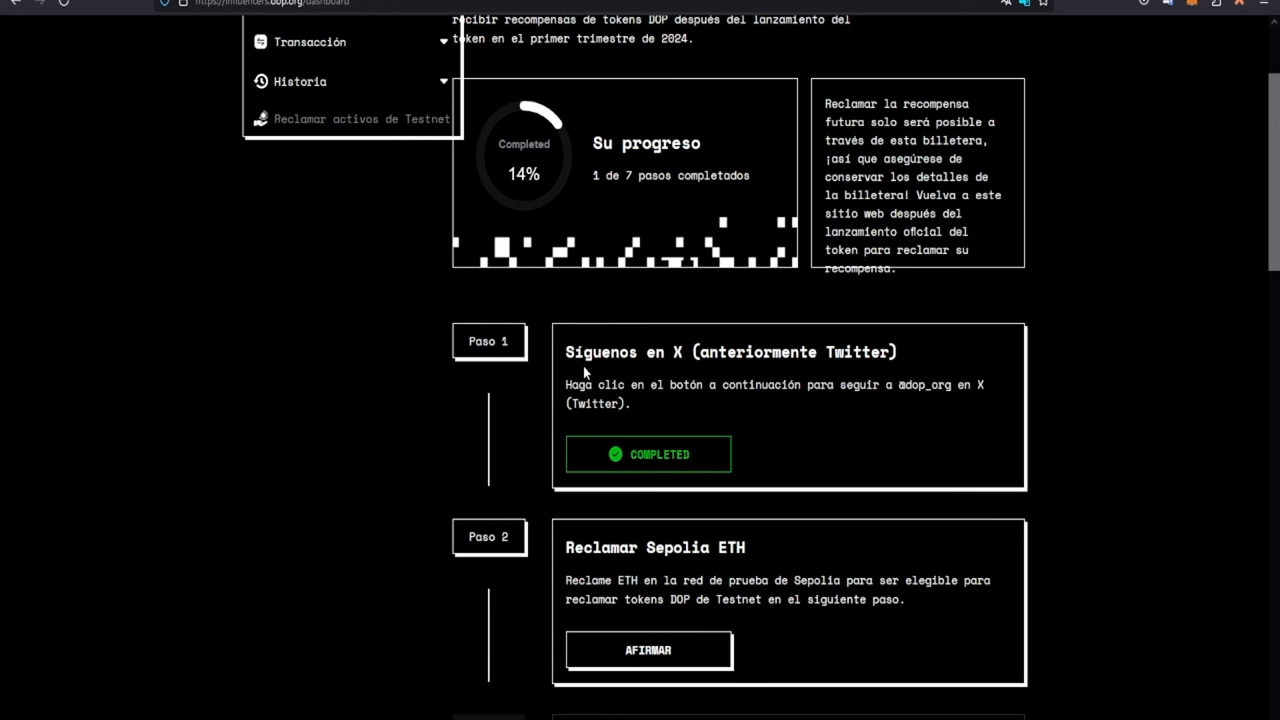 https://influencers.dop.org/dashboard
recibir recompensas de tokens DOP después del lanzamiento del
token en el primer trimestre de 2024.
Transacción
Historia
Reclamar activos de Testnet
Completed
14%
Su progreso
1 de 7 pasos completados
Reclamar la recompensa
futura solo será posible a
través de esta billetera,
¡así que asegúrese de
conservar los detalles de
la billetera! Vuelva a este
sitio web después del
lanzamiento oficial del
token para reclamar su
recompensa.
Paso 1
Síguenos en X (anteriormente Twitter)
Haga clic en el botón a continuación para seguir a @dop_org en X
(Twitter).
COMPLETED
Paso 2
Reclamar Sepolia ETH
Reclame ETH en la red de prueba de Sepolia para ser elegible para
reclamar tokens DOP de Testnet en el siguiente paso.
AFIRMAR